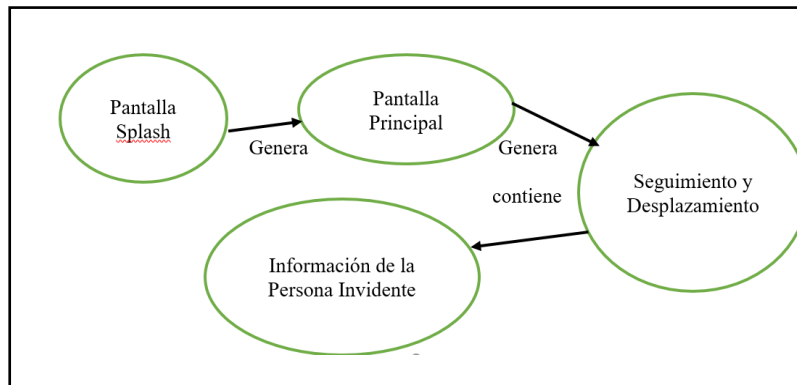 Pantalla
Splash
Genera
Pantalla
Principal
Genera
Seguimiento y
Desplazamiento
contiene
Información de la
Persona Invidente